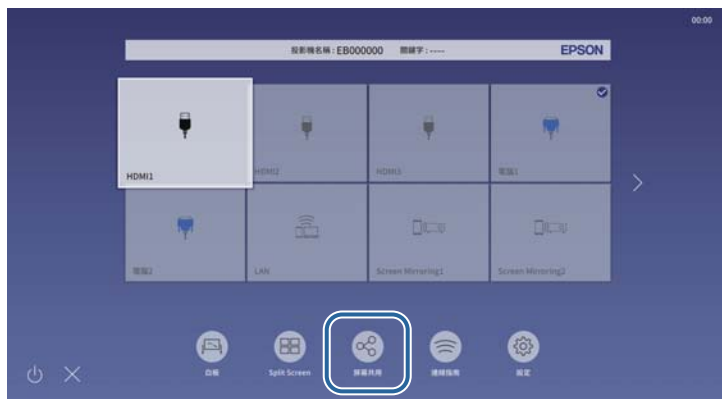 00:00
投影機名稱 : EB000000 關鍵字 : ---- EPSON
HDMI1 HDMI2 HDMI3 電腦1
電腦2 LAN Screen Mirroring1 Screen Mirroring2
白板 Split Screen 屏幕共用 連線指南 設定